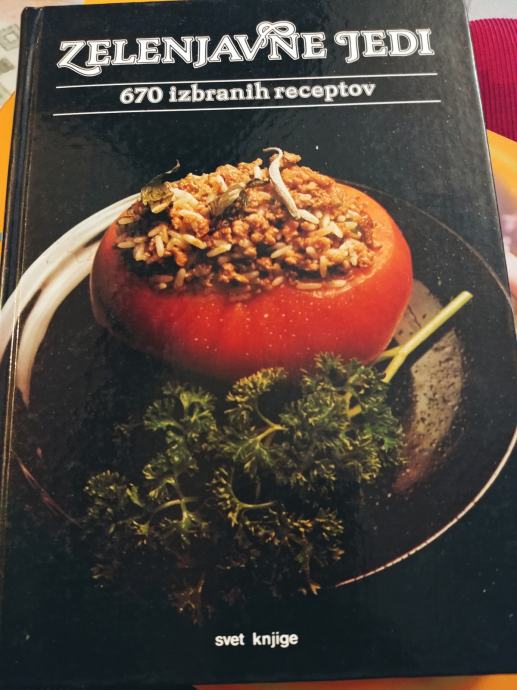 ZELENJAVNE JEDI
670 izbranih receptov
svet knjige